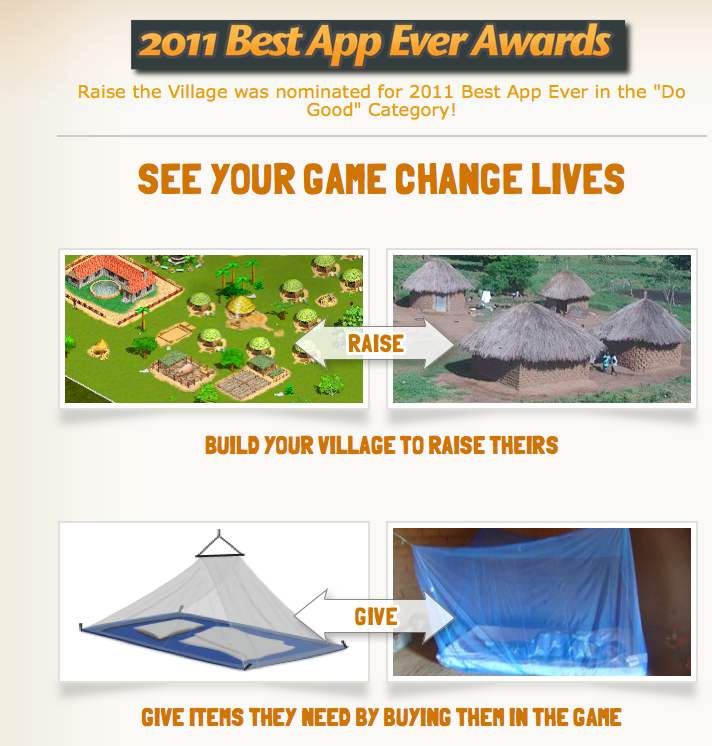 2011 Best App Ever Awards
Raise the Village was nominated for 2011 Best App Ever in the "Do
Good" Category!
SEE YOUR GAME CHANGE LIVES
RAISE
BUILD YOUR VILLAGE TO RAISE THEIRS
GIVE
GIVE ITEMS THEY NEED BY BUYING THEM IN THE GAME